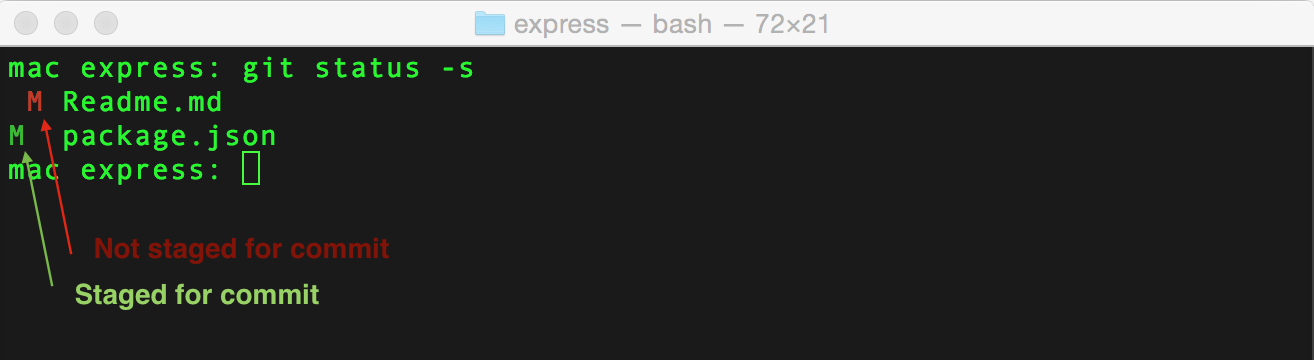 express — bash — 72×21
mac express: git status -s
 M Readme.md
M  package.json
mac express:
Not staged for commit
Staged for commit